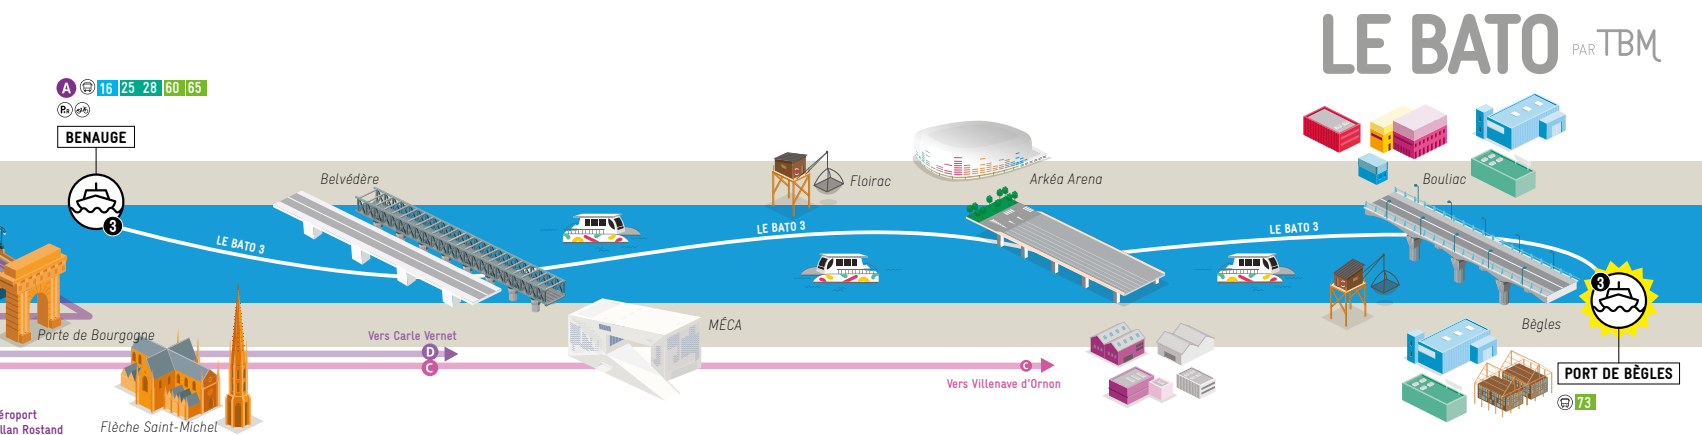 LE BATO PAR TBM
A 16 25 28 60 65
P+R
BENAUGE
3
Belvédère
Floirac
Arkéa Arena
Bouliac
LE BATO 3
LE BATO 3
LE BATO 3
3
Porte de Bourgogne
Vers Carle Vernet
D
C
MÉCA
C
Vers Villenave d'Ornon
Bègles
PORT DE BÈGLES
73
Flèche Saint-Michel
éroport
llan Rostand